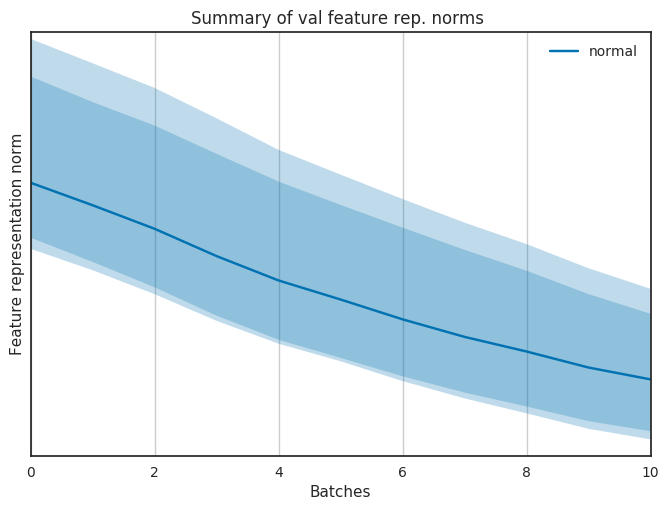 Summary of val feature rep. norms
normal
Feature representation norm
0 2 4 6 8 10
Batches